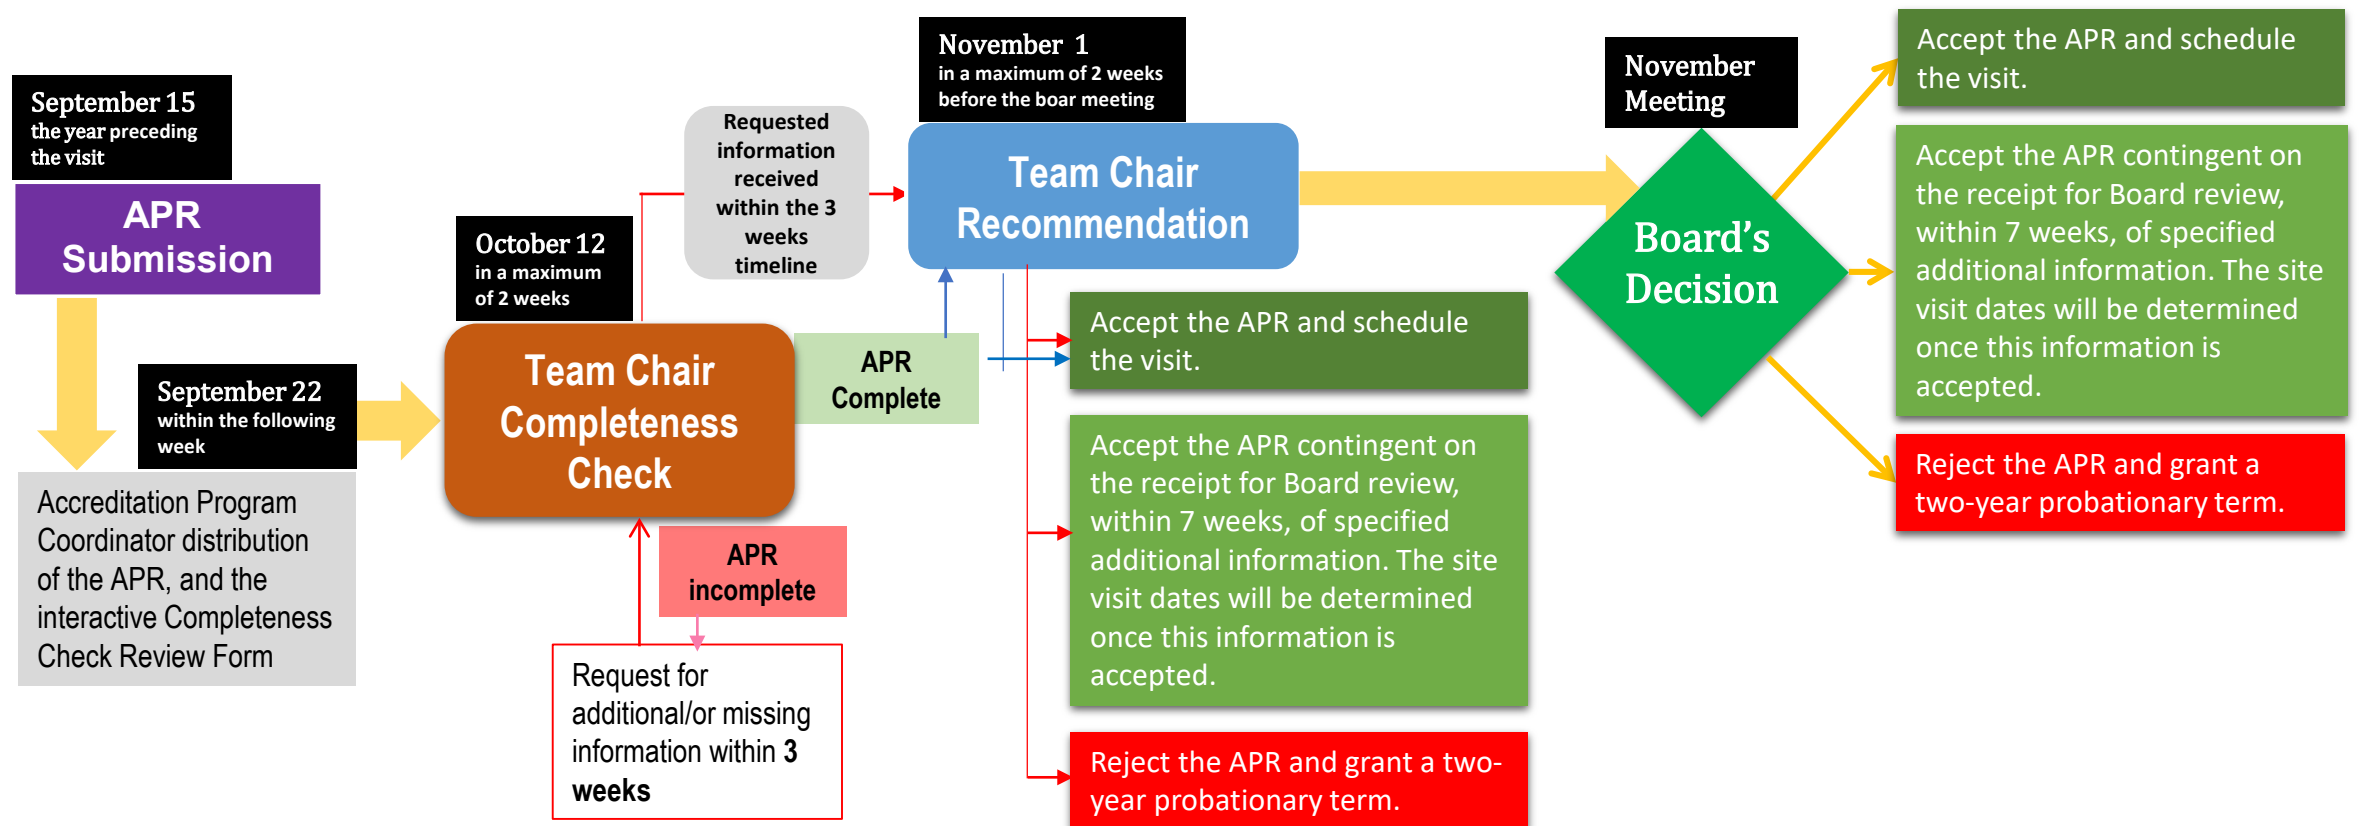 September 15
the year preceding
the visit
APR
Submission
September 22
within the following
week
Accreditation Program
Coordinator distribution
of the APR, and the
interactive Completeness
Check Review Form
October 12
in a maximum
of 2 weeks
Team Chair
Completeness
Check
APR
incomplete
Request for
additional/or missing
information within 3
weeks
APR
Complete
Requested
information
received
within the 3
weeks
timeline
November 1
in a maximum of 2 weeks
before the boar meeting
Team Chair
Recommendation
Accept the APR and schedule
the visit.
Accept the APR contingent on
the receipt for Board review,
within 7 weeks, of specified
additional information. The site
visit dates will be determined
once this information is
accepted.
Reject the APR and grant a two-
year probationary term.
November
Meeting
Board's
Decision
Accept the APR and schedule
the visit.
Accept the APR contingent on
the receipt for Board review,
within 7 weeks, of specified
additional information. The site
visit dates will be determined
once this information is
accepted.
Reject the APR and grant a
two-year probationary term.